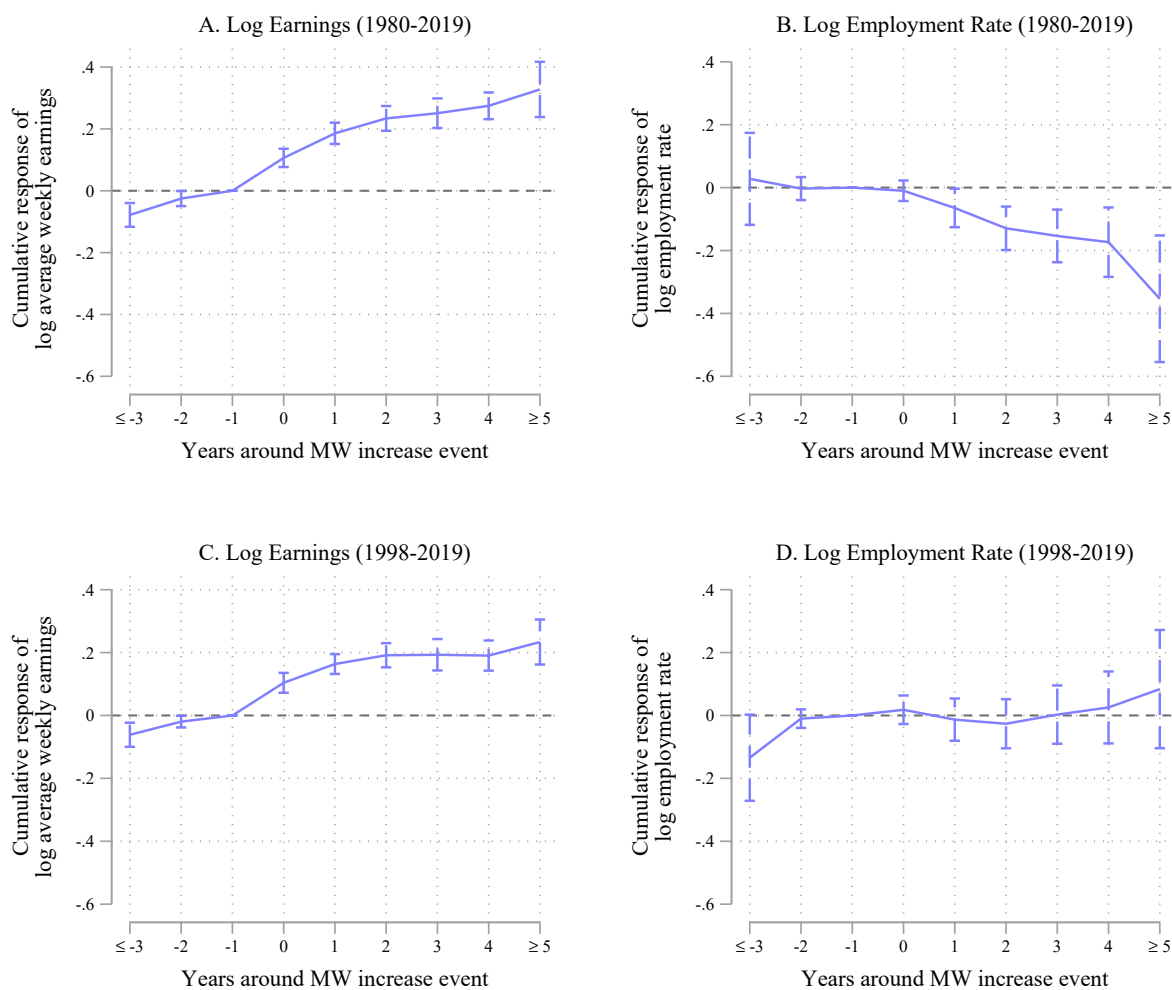 A. Log Earnings (1980-2019)
Cumulative response of
log average weekly earnings
.4
.2
0
-.2
-.4
-.6
≤ -3 -2 -1 0 1 2 3 4 ≥ 5
Years around MW increase event
B. Log Employment Rate (1980-2019)
Cumulative response of
log employment rate
.4
.2
0
-.2
-.4
-.6
≤ -3 -2 -1 0 1 2 3 4 ≥ 5
Years around MW increase event
C. Log Earnings (1998-2019)
Cumulative response of
log average weekly earnings
.4
.2
0
-.2
-.4
-.6
≤ -3 -2 -1 0 1 2 3 4 ≥ 5
Years around MW increase event
D. Log Employment Rate (1998-2019)
Cumulative response of
log employment rate
.4
.2
0
-.2
-.4
-.6
≤ -3 -2 -1 0 1 2 3 4 ≥ 5
Years around MW increase event